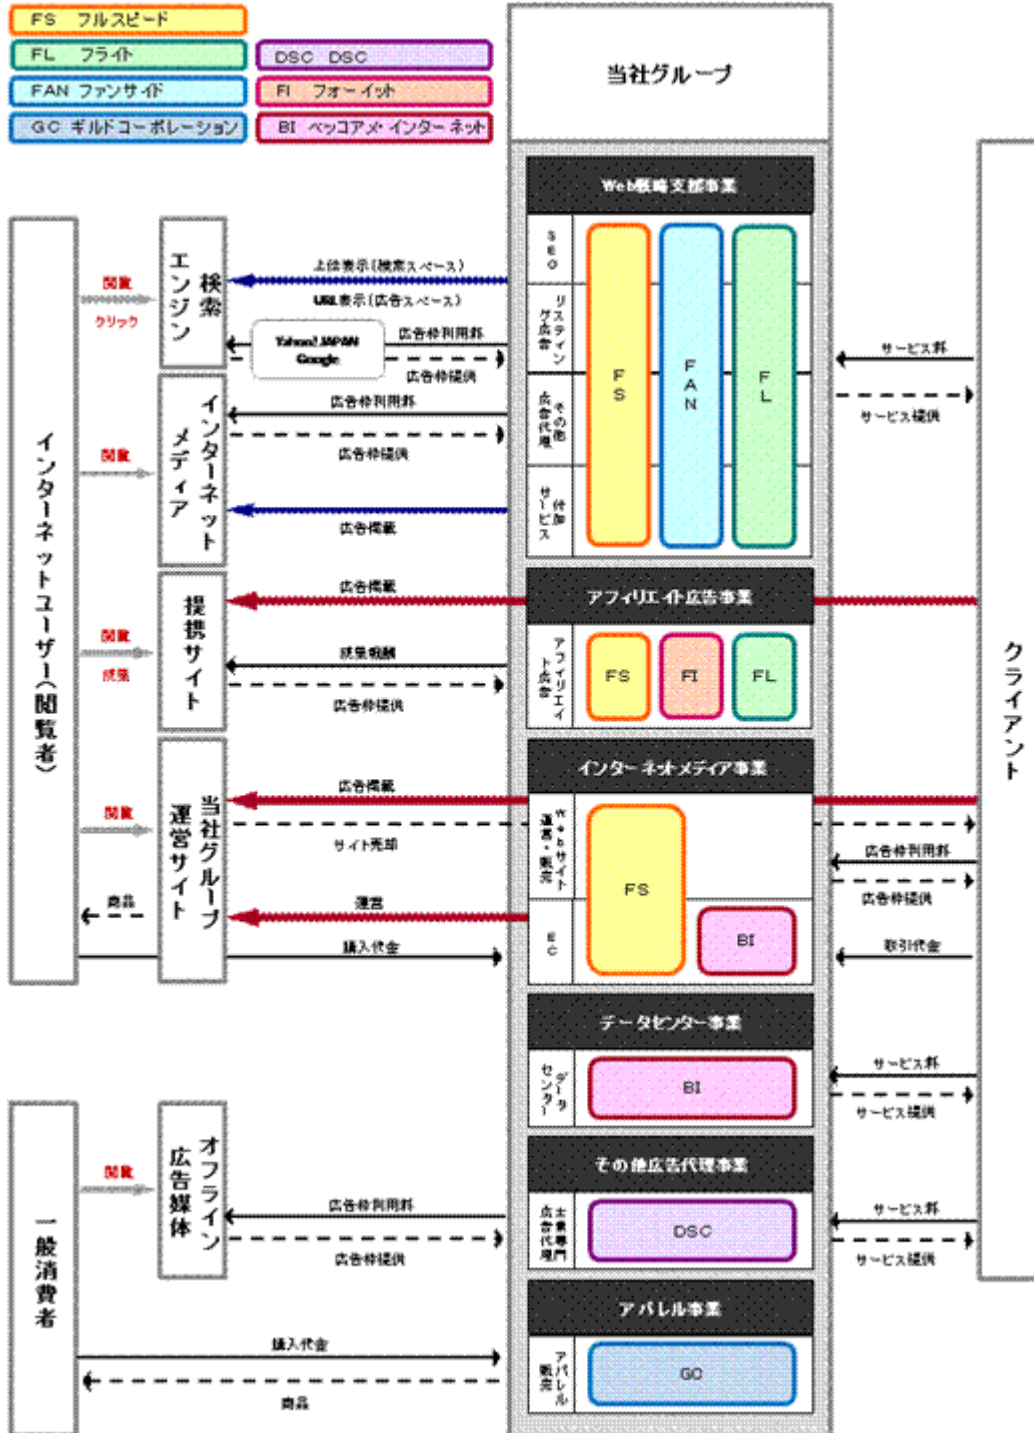 FS フルスピード
FL フライト
DSC DSC
FAN ファンサイド
FI フォーイット
GC ギルドコーポレーション
BI ベッコアメ・インターネット
当社グループ
Web戦略支援事業
SEO
リスティング広告
その他広告代理
付加サービス
FS
FAN
FL
検索エンジン
閲覧
クリック
上位表示(検索スペース)
URL表示(広告スペース)
Yahoo! JAPAN
Google
広告枠利用料
広告枠提供
サービス料
サービス提供
インターネットメディア
閲覧
広告枠利用料
広告枠提供
広告掲載
インターネットユーザー(閲覧者)
クライアント
提携サイト
閲覧
成果
広告掲載
成果報酬
広告枠提供
アフィリエイト広告事業
アフィリエイト広告
FS
FI
FL
当社グループ運営サイト
閲覧
商品
広告掲載
サイト売却
運営
購入代金
インターネットメディア事業
Webサイト運営・販売
EC
FS
BI
広告枠利用料
広告枠提供
取引代金
データセンター事業
データセンター
BI
サービス料
サービス提供
一般消費者
オフライン広告媒体
閲覧
広告枠利用料
広告枠提供
その他広告代理事業
士業専門広告代理
DSC
サービス料
サービス提供
アパレル事業
アパレル販売
GC
購入代金
商品